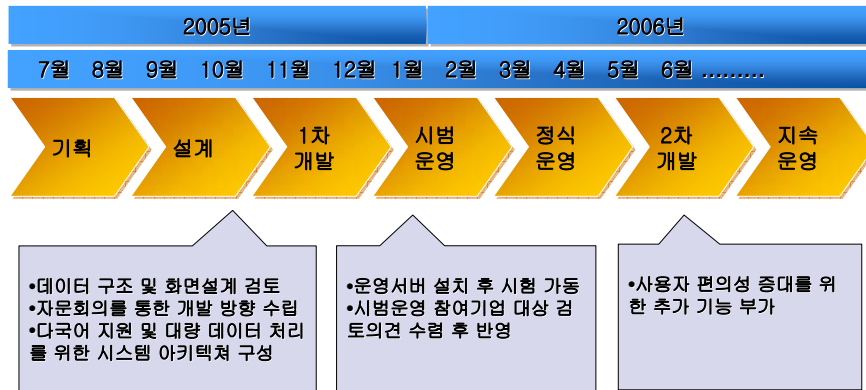 2005년 2006년
7월 8월 9월 10월 11월 12월 1월 2월 3월 4월 5월 6월 .........
기획
설계
1차
개발
시범
운영
정식
운영
2차
개발
지속
운영
•데이터 구조 및 화면설계 검토
•자문회의를 통한 개발 방향 수립
•다국어 지원 및 대량 데이터 처리
를 위한 시스템 아키텍쳐 구성
•운영서버 설치 후 시험 가동
•시범운영 참여기업 대상 검
토의견 수렴 후 반영
•사용자 편의성 증대를 위
한 추가 기능 부가